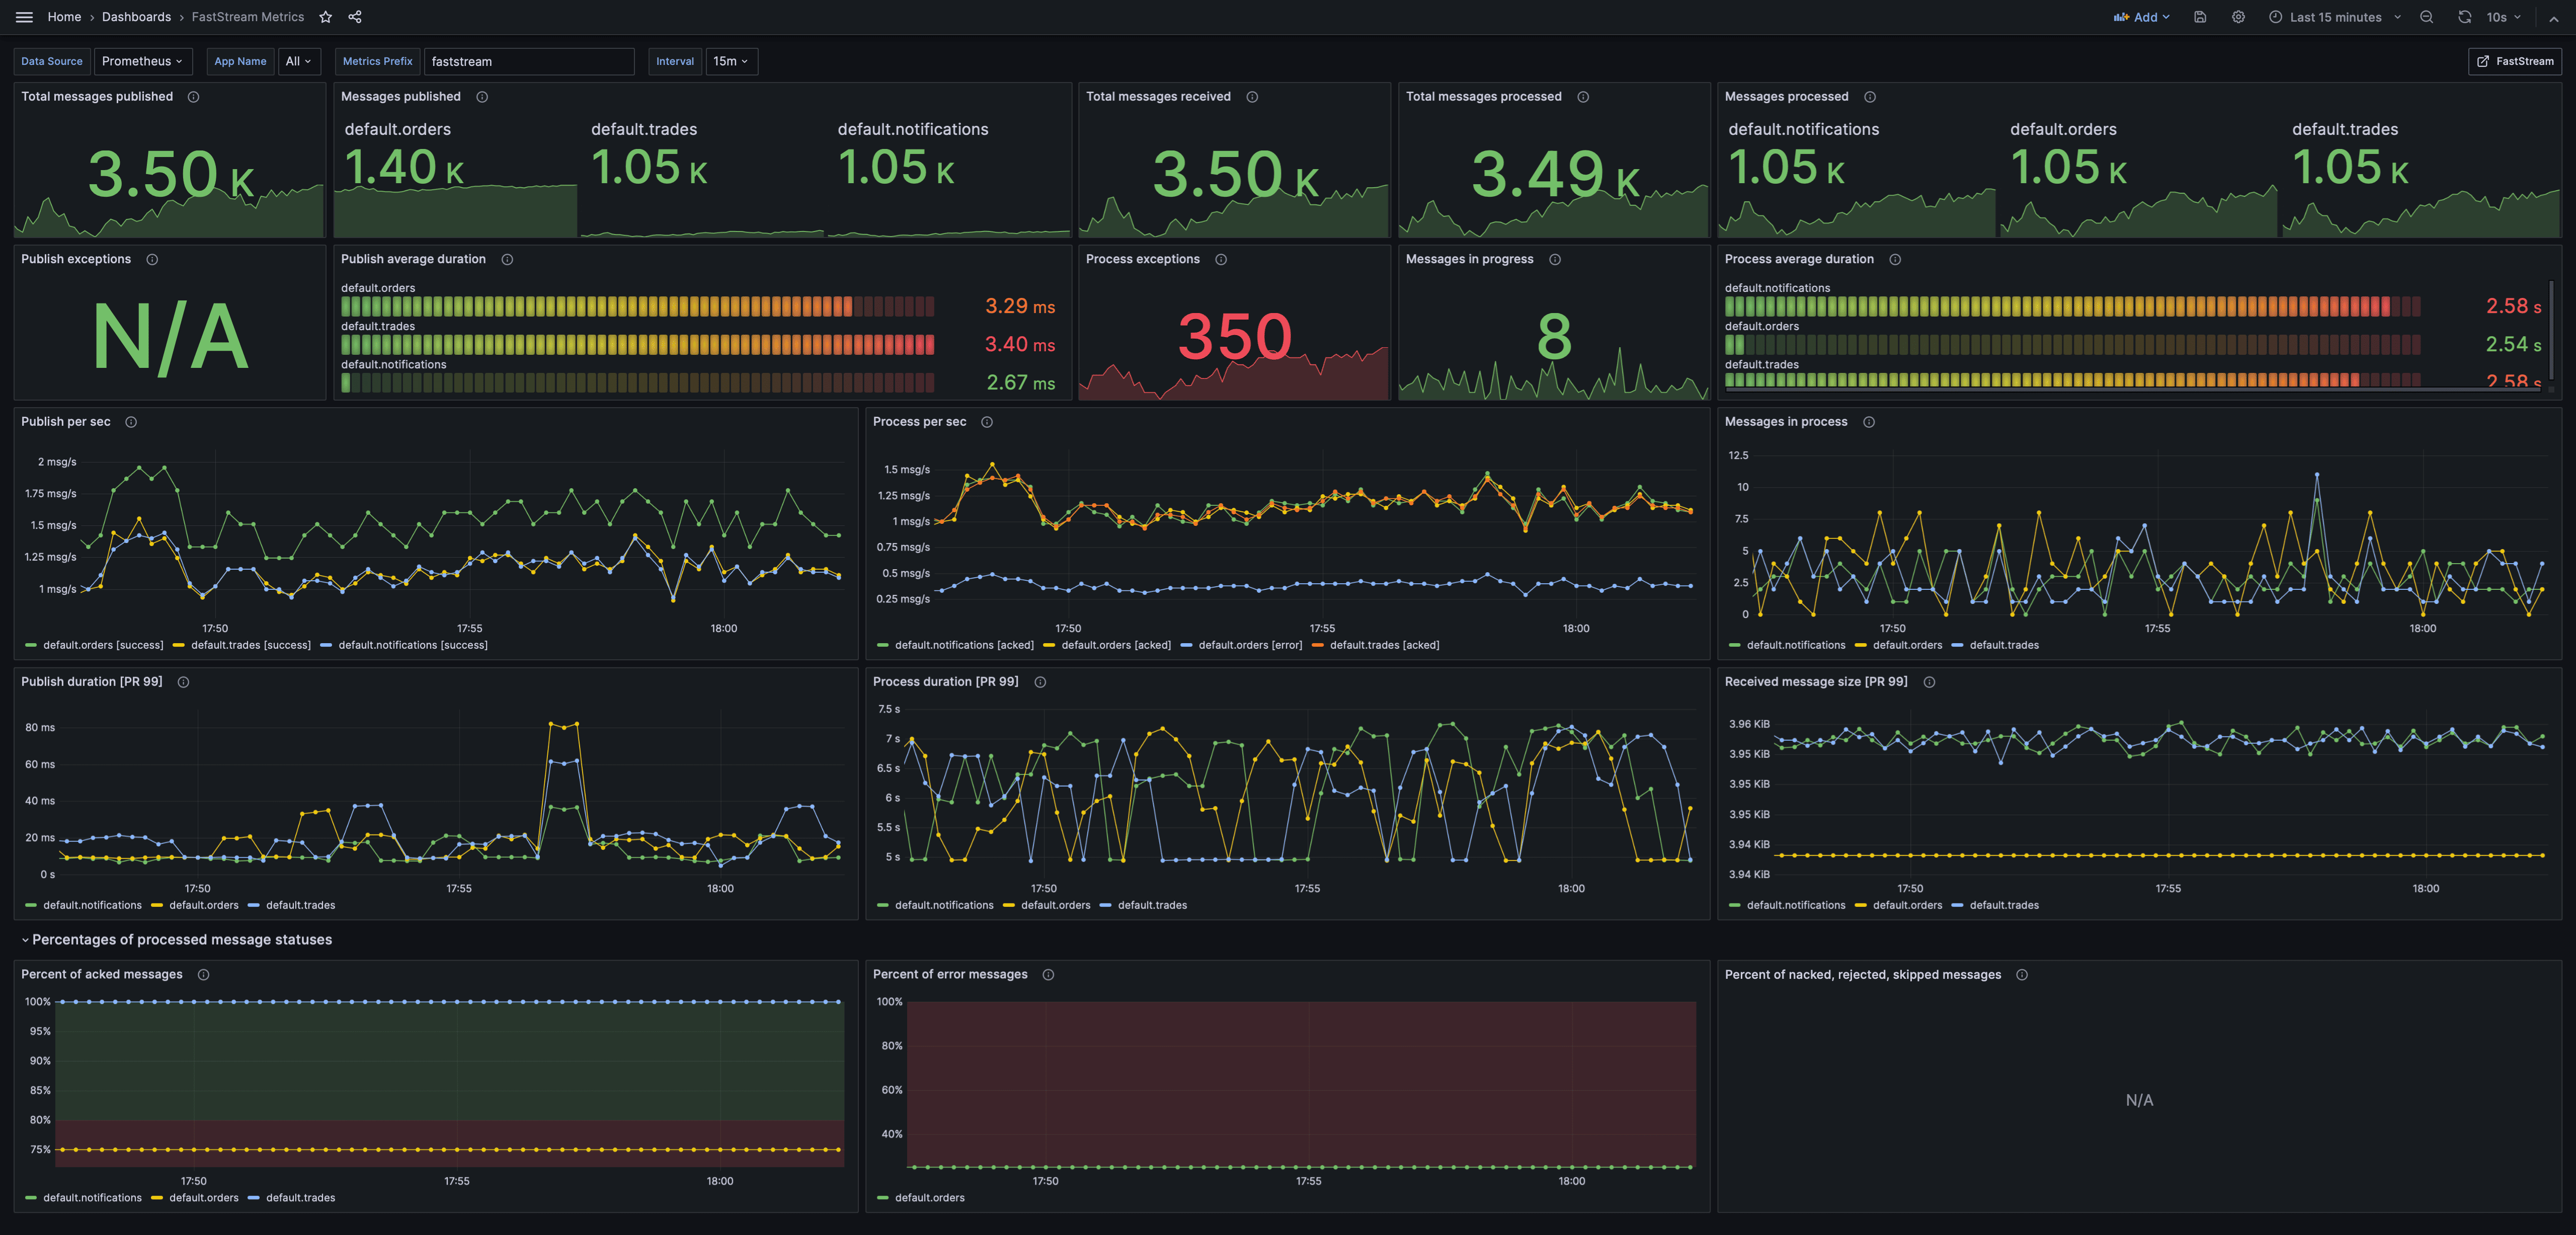 Home › Dashboards › FastStream Metrics
Add
Last 15 minutes
10s
Data Source Prometheus App Name All Metrics Prefix faststream Interval 15m
FastStream
Total messages published
3.50 K
Messages published
default.orders
1.40 K
default.trades
1.05 K
default.notifications
1.05 K
Total messages received
3.50 K
Total messages processed
3.49 K
Messages processed
default.notifications
1.05 K
default.orders
1.05 K
default.trades
1.05 K
Publish exceptions
N/A
Publish average duration
default.orders
3.29 ms
default.trades
3.40 ms
default.notifications
2.67 ms
Process exceptions
350
Messages in progress
8
Process average duration
default.notifications
2.58 s
default.orders
2.54 s
default.trades
2.58 s
Publish per sec
2 msg/s
1.75 msg/s
1.5 msg/s
1.25 msg/s
1 msg/s
17:50 17:55 18:00
default.orders [success] default.trades [success] default.notifications [success]
Process per sec
1.5 msg/s
1.25 msg/s
1 msg/s
0.75 msg/s
0.5 msg/s
0.25 msg/s
17:50 17:55 18:00
default.notifications [acked] default.orders [acked] default.orders [error] default.trades [acked]
Messages in process
12.5
10
7.5
5
2.5
0
17:50 17:55 18:00
default.notifications default.orders default.trades
Publish duration [PR 99]
80 ms
60 ms
40 ms
20 ms
0 s
17:50 17:55 18:00
default.notifications default.orders default.trades
Process duration [PR 99]
7.5 s
7 s
6.5 s
6 s
5.5 s
5 s
17:50 17:55 18:00
default.notifications default.orders default.trades
Received message size [PR 99]
3.96 KiB
3.95 KiB
3.95 KiB
3.95 KiB
3.94 KiB
3.94 KiB
17:50 17:55 18:00
default.notifications default.orders default.trades
Percentages of processed message statuses
Percent of acked messages
100%
95%
90%
85%
80%
75%
17:50 17:55 18:00
default.notifications default.orders default.trades
Percent of error messages
100%
80%
60%
40%
17:50 17:55 18:00
default.orders
Percent of nacked, rejected, skipped messages
N/A